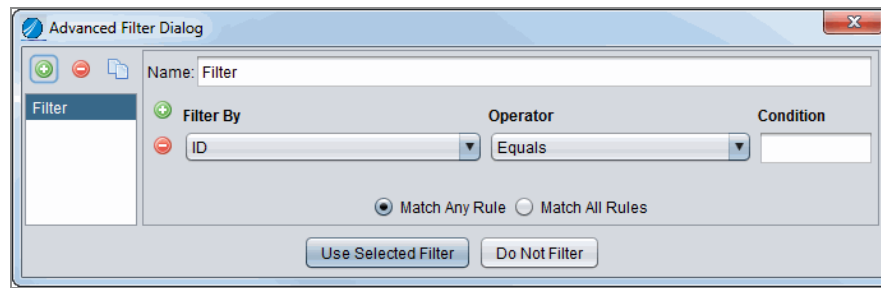 Advanced Filter Dialog
Name: Filter
Filter
Filter By Operator Condition
ID Equals
Match Any Rule Match All Rules
Use Selected Filter Do Not Filter